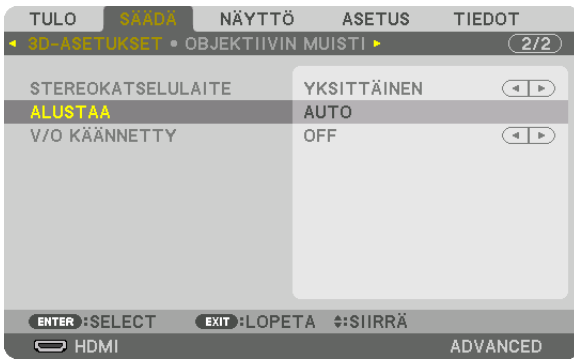 TULO SÄÄDÄ NÄYTTÖ ASETUS TIEDOT
◂ 3D-ASETUKSET • OBJEKTIIVIN MUISTI ▸ 2/2
STEREOKATSELULAITE YKSITTÄINEN ◂ ▸
ALUSTAA AUTO
V/O KÄÄNNETTY OFF ◂ ▸
ENTER :SELECT EXIT :LOPETA ♦:SIIRRÄ
HDMI ADVANCED